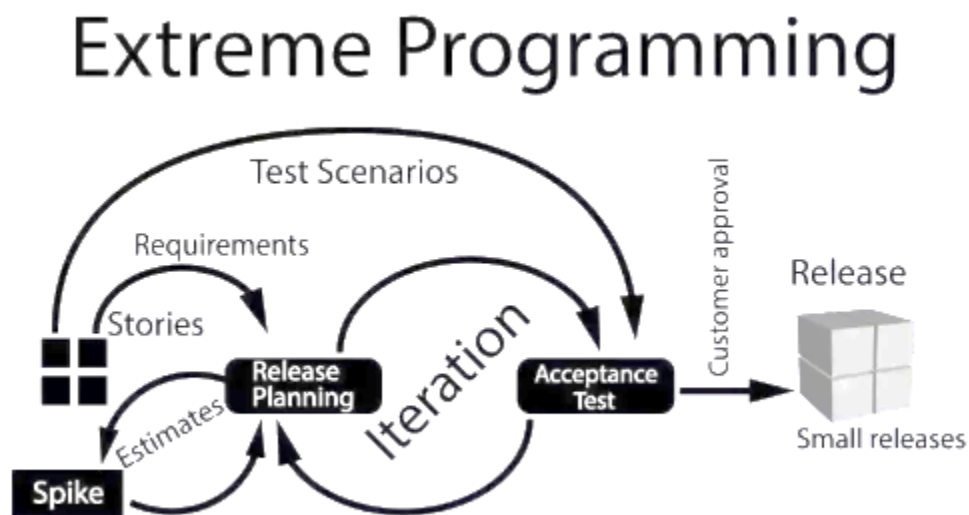 Extreme Programming
Test Scenarios
Requirements
Stories
Release
Planning
Iteration
Acceptance
Test
Customer approval
Release
Small releases
Estimates
Spike